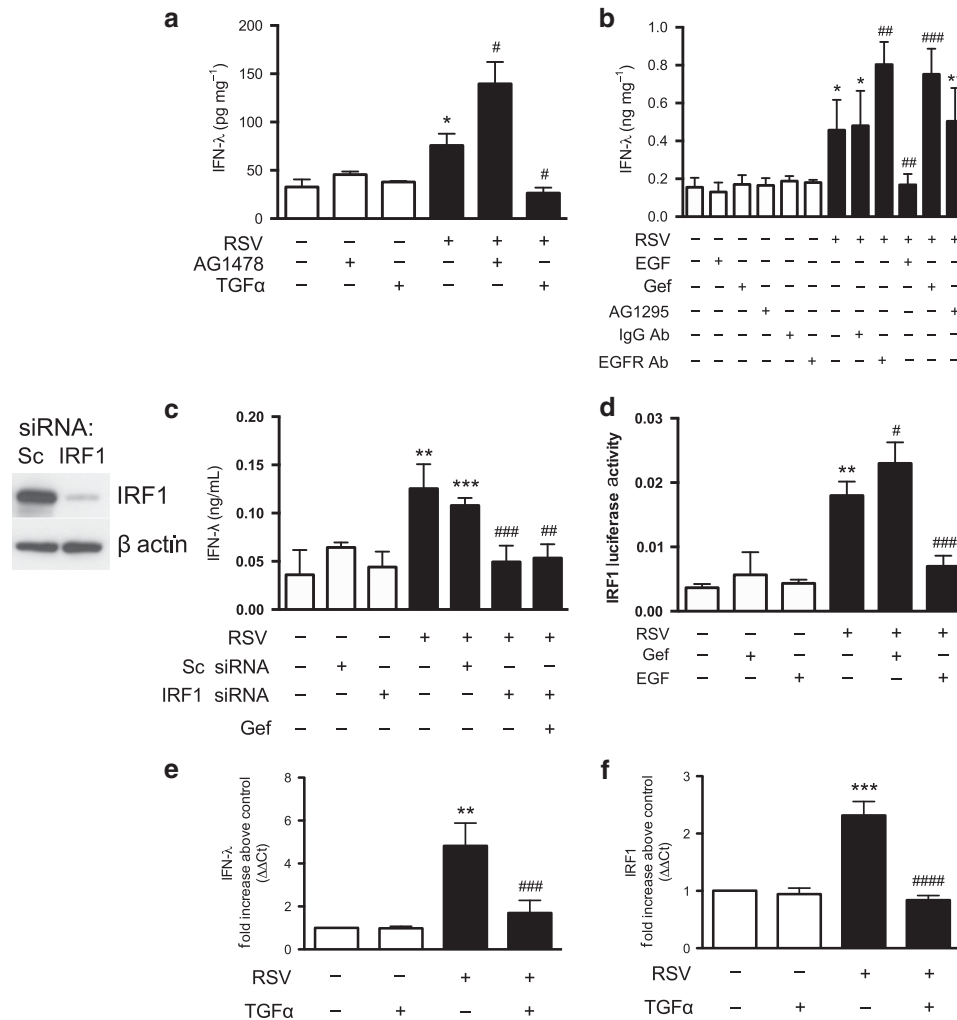 a
IFN-λ (pg mg⁻¹)
200
150
100
50
0
*
#
#
RSV – – – + + +
AG1478 – + – – + –
TGFα – – + – – +
b
IFN-λ (ng mg⁻¹)
1.0
0.8
0.6
0.4
0.2
0.0
*
*
##
##
###
**
RSV – – – – – – + + + + + +
EGF – + – – – – – – – + – –
Gef – – + – – – – – – – + –
AG1295 – – – + – – – – – – – +
IgG Ab – – – – + – – + – – – –
EGFR Ab – – – – – + – – + – – –
siRNA:
Sc IRF1
IRF1
β actin
c
IFN-λ (ng/mL)
0.20
0.15
0.10
0.05
0.00
**
***
###
##
RSV – – – + + + +
Sc siRNA – + – – + – –
IRF1 siRNA – – + – – + +
Gef – – – – – – +
d
IRF1 luciferase activity
0.03
0.02
0.01
0.00
**
#
###
RSV – – – + + +
Gef – + – – + –
EGF – – + – – +
e
IFN-λ
fold increase above control
(ΔΔCt)
8
6
4
2
0
**
###
RSV – – + +
TGFα – + – +
f
IRF1
fold increase above control
(ΔΔCt)
3
2
1
0
***
####
RSV – – + +
TGFα – + – +